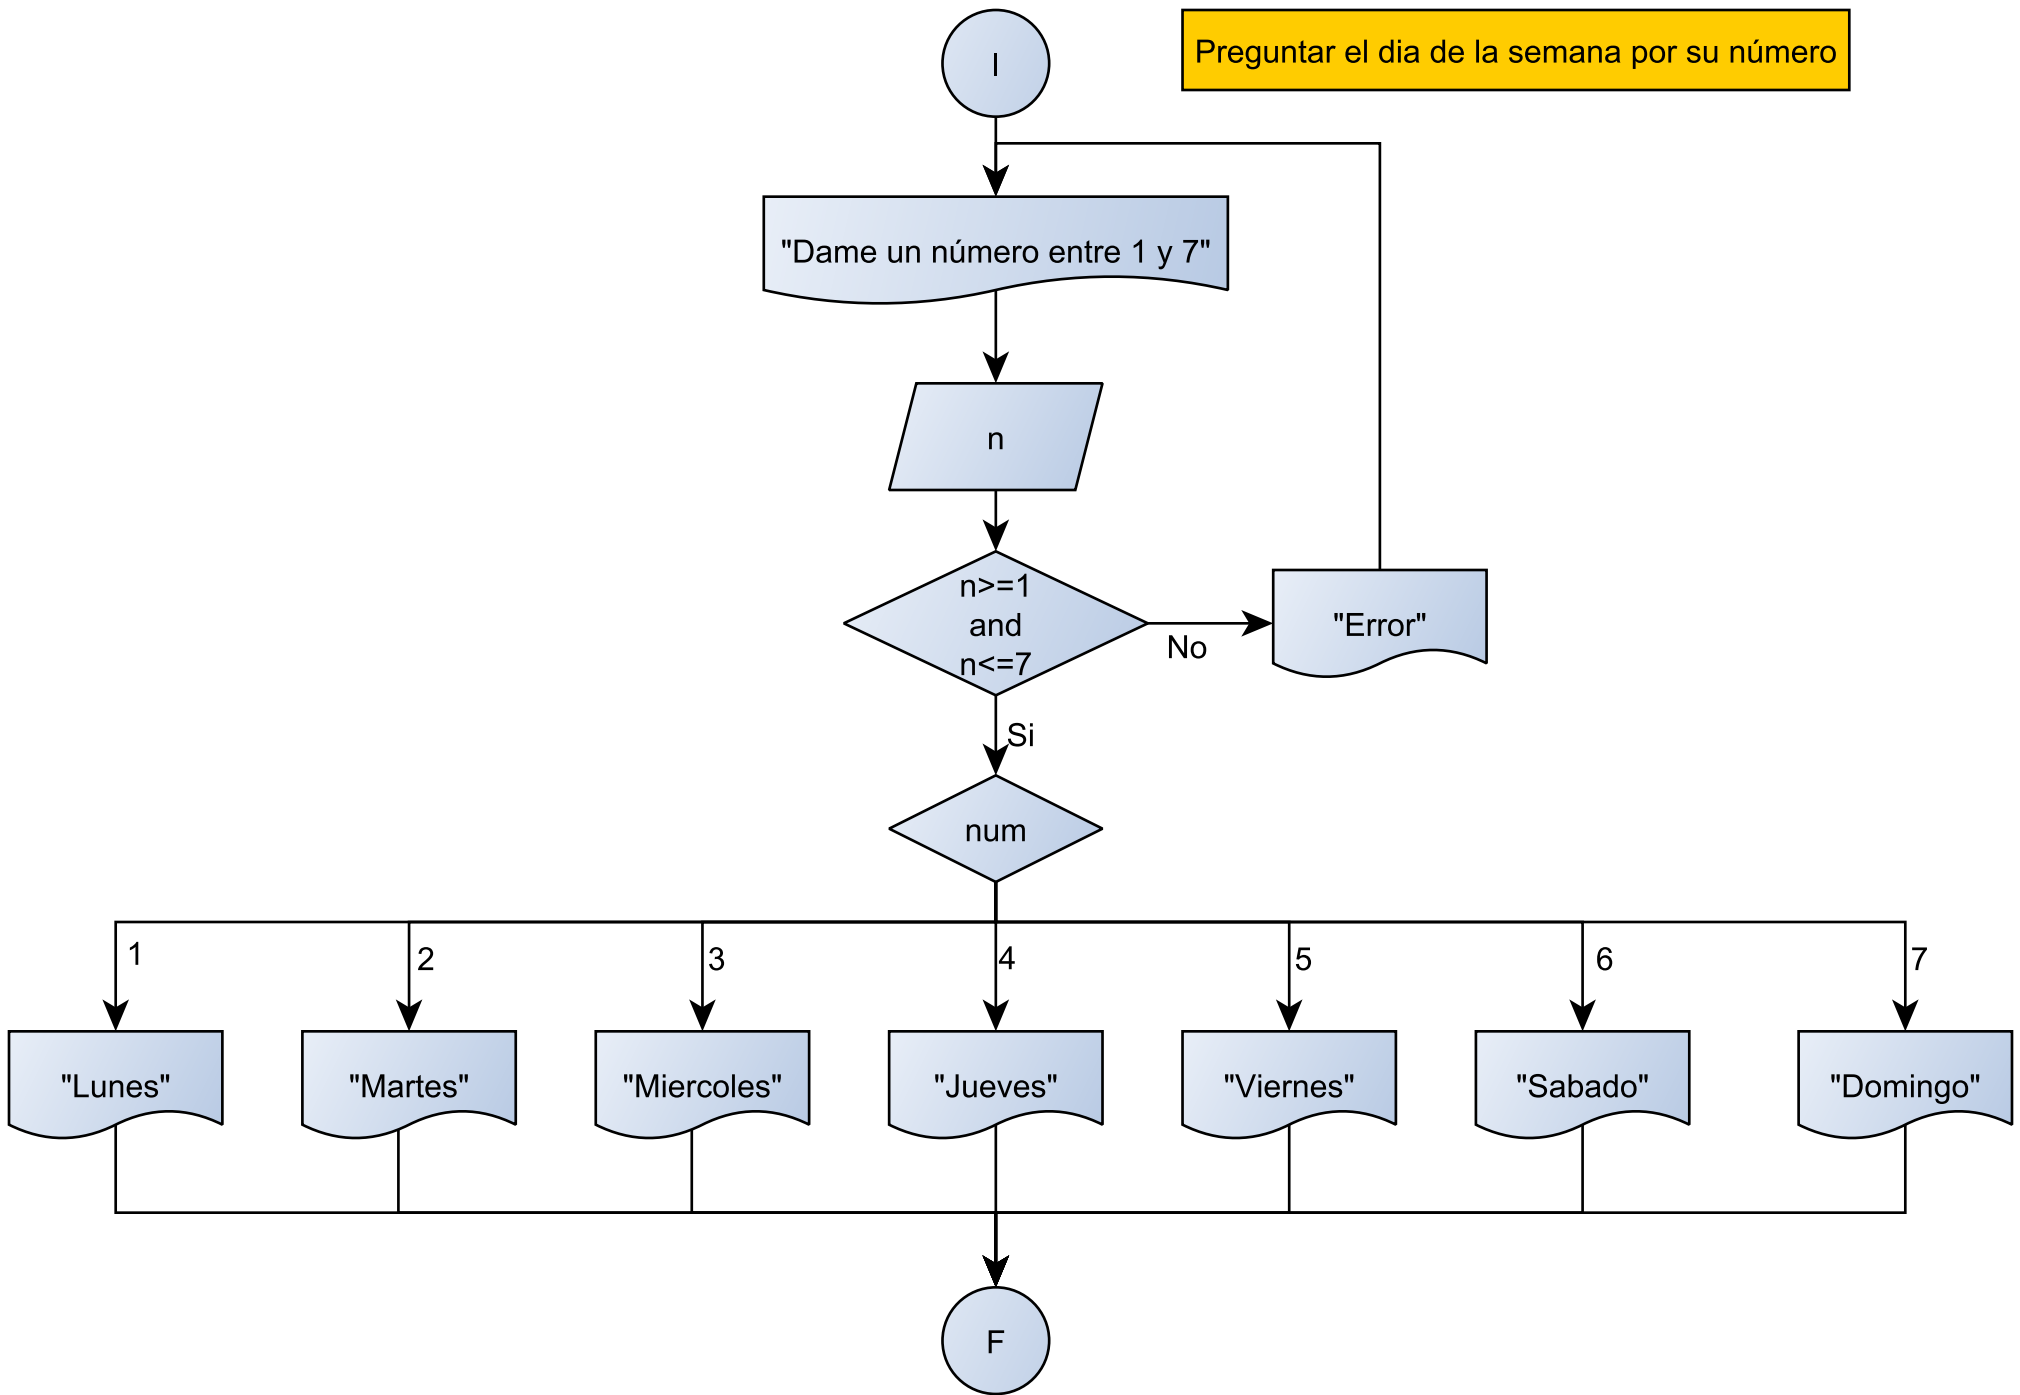 I
Preguntar el dia de la semana por su número
"Dame un número entre 1 y 7"
n
n>=1
and
n<=7
No
"Error"
Si
num
1
2
3
4
5
6
7
"Lunes"
"Martes"
"Miercoles"
"Jueves"
"Viernes"
"Sabado"
"Domingo"
F